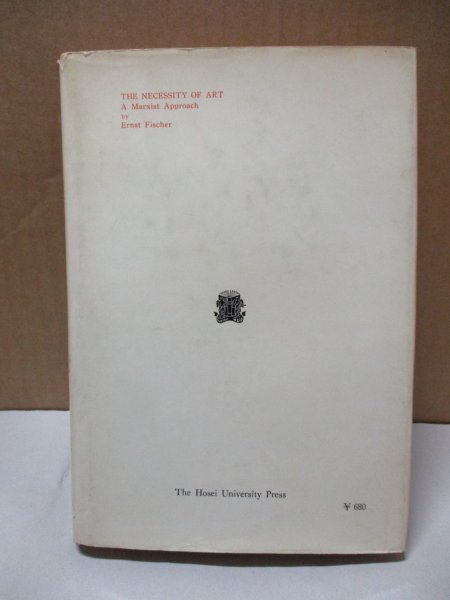 THE NECESSITY OF ART
A Marxist Approach
by
Ernst Fischer
The Hosei University Press
¥ 680